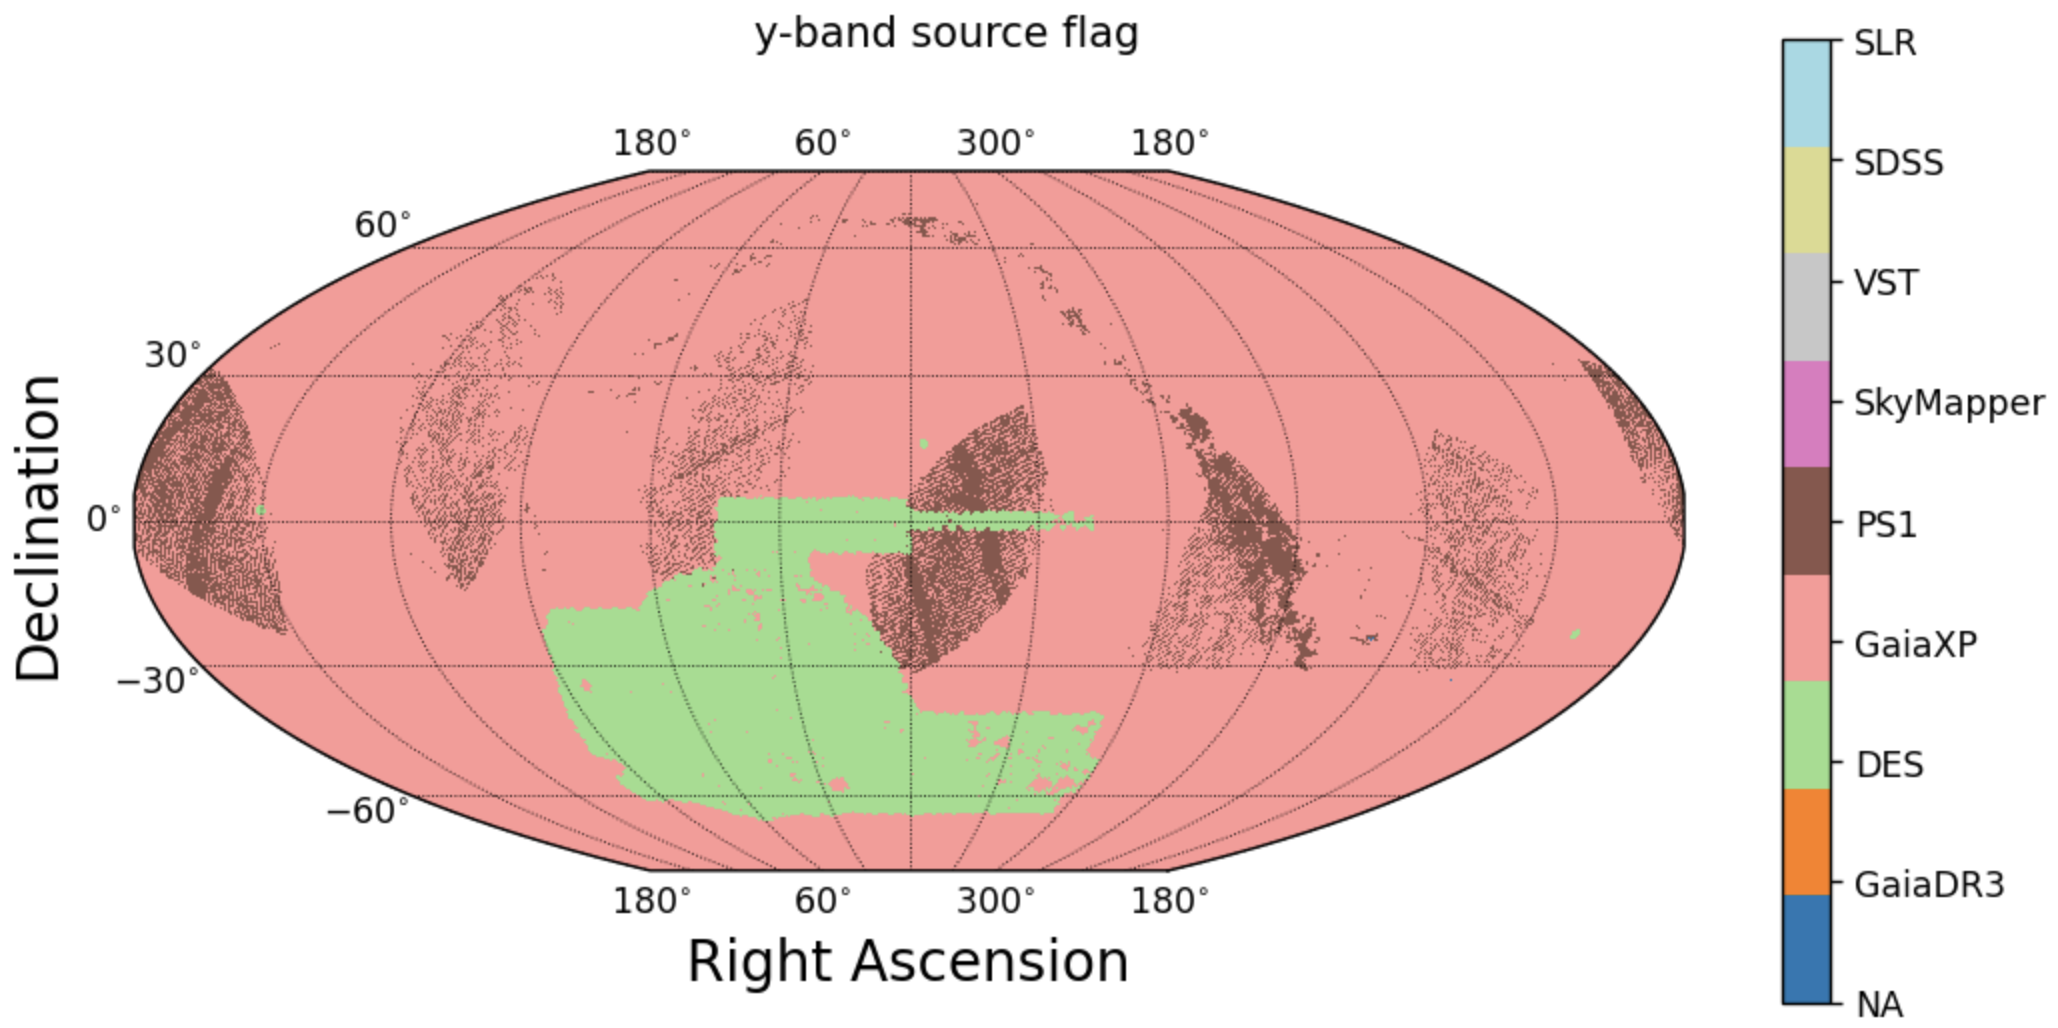 y-band source flag
180° 60° 300° 180°
60°
30°
0°
−30°
−60°
180° 60° 300° 180°
Declination
Right Ascension
SLR
SDSS
VST
SkyMapper
PS1
GaiaXP
DES
GaiaDR3
NA